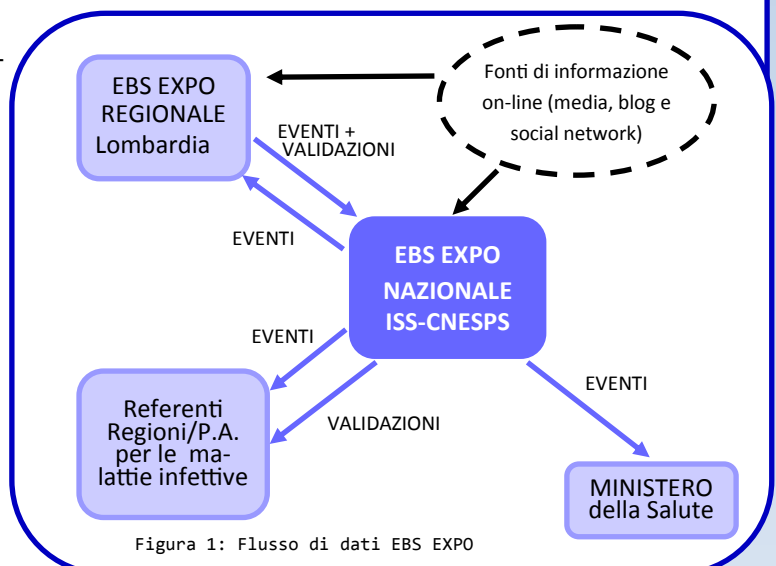 EBS EXPO
REGIONALE
Lombardia
Fonti di informazione
on-line (media, blog e
social network)
EVENTI +
VALIDAZIONI
EVENTI
EBS EXPO
NAZIONALE
ISS-CNESPS
EVENTI
VALIDAZIONI
EVENTI
Referenti
Regioni/P.A.
per le ma-
lattie infettive
MINISTERO
della Salute
Figura 1: Flusso di dati EBS EXPO